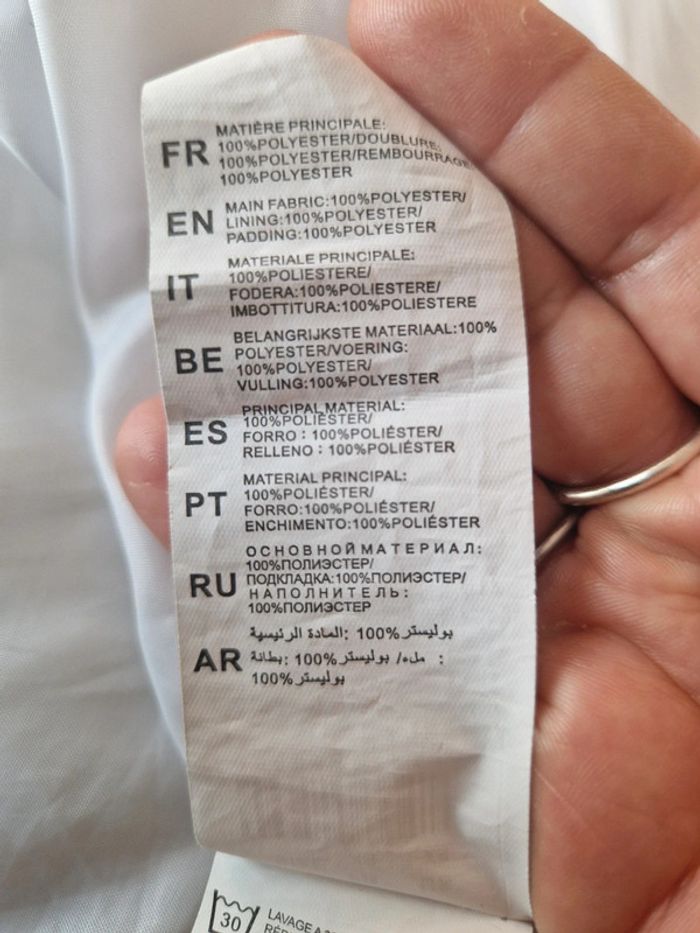 FR MATIÈRE PRINCIPALE:
100%POLYESTER/DOUBLURE:
100%POLYESTER/REMBOURRAGE
100%POLYESTER
EN MAIN FABRIC:100%POLYESTER/
LINING:100%POLYESTER/
PADDING:100%POLYESTER
IT MATERIALE PRINCIPALE:
100%POLIESTERE/
FODERA:100%POLIESTERE/
IMBOTTITURA:100%POLIESTERE
BE BELANGRIJKSTE MATERIAAL:100%
POLYESTER/VOERING:
100%POLYESTER/
VULLING:100%POLYESTER
ES PRINCIPAL MATERIAL:
100%POLIÉSTER/
FORRO : 100%POLIÉSTER/
RELLENO : 100%POLIÉSTER
PT MATERIAL PRINCIPAL:
100%POLIÉSTER/
FORRO:100%POLIÉSTER/
ENCHIMENTO:100%POLIÉSTER
RU ОСНОВНОЙ МАТЕРИАЛ:
100%ПОЛИЭСТЕР/
ПОДКЛАДКА:100%ПОЛИЭСТЕР/
НАПОЛНИТЕЛЬ:
100%ПОЛИЭСТЕР
AR بوليستر %100 :المادة الرئيسية
: ملء/ بوليستر %100 :بطانة
بوليستر %100
30 LAVAGE